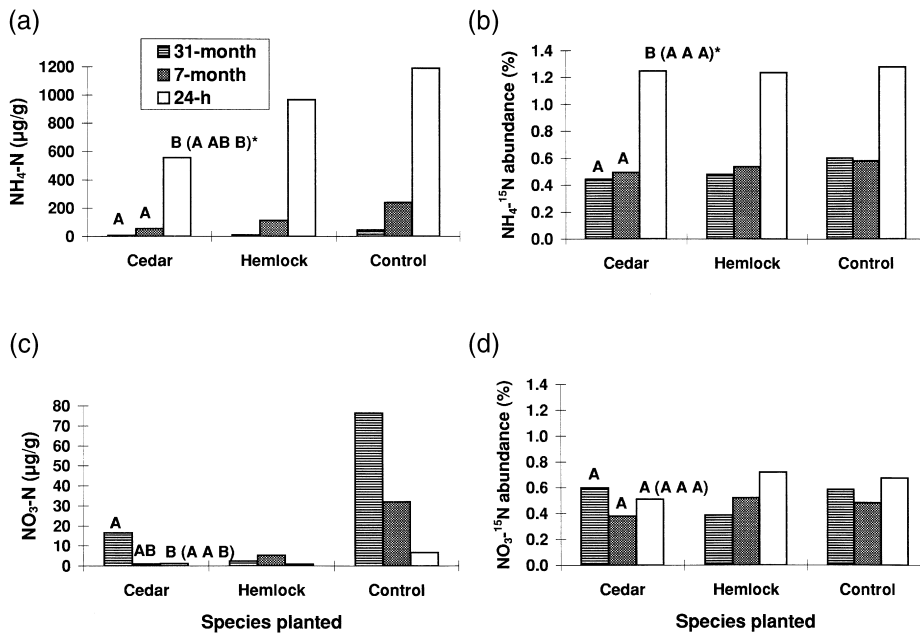 (a)
31-month
7-month
24-h
NH₄-N (µg/g)
1200
1000
800
600
400
200
0
B (A AB B)*
A A
Cedar Hemlock Control
(b)
NH₄-¹⁵N abundance (%)
1.4
1.2
1.0
0.8
0.6
0.4
0.2
0.0
B (A A A)*
A A
Cedar Hemlock Control
(c)
NO₃-N (µg/g)
80
70
60
50
40
30
20
10
0
A
AB B (A A B)
Cedar Hemlock Control
Species planted
(d)
NO₃-¹⁵N abundance (%)
1.4
1.2
1.0
0.8
0.6
0.4
0.2
0.0
A
A A (A A A)
Cedar Hemlock Control
Species planted